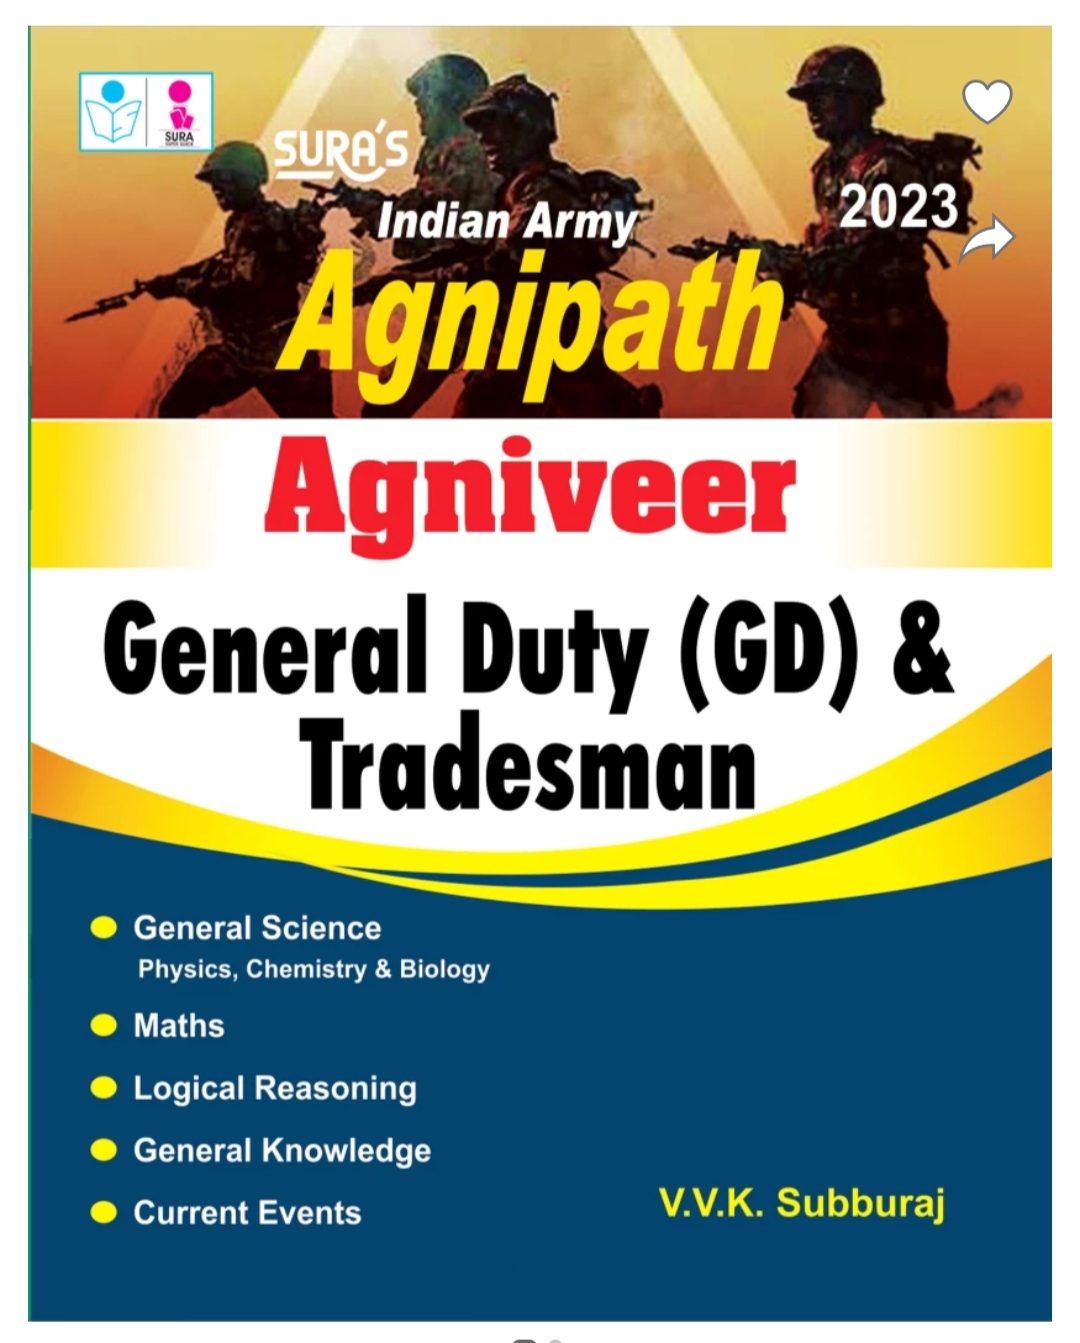 SURA
SURA'S
Indian Army
2023
Agnipath
Agniveer
General Duty (GD) &
Tradesman
General Science
Physics, Chemistry & Biology
Maths
Logical Reasoning
General Knowledge
Current Events
V.V.K. Subburaj